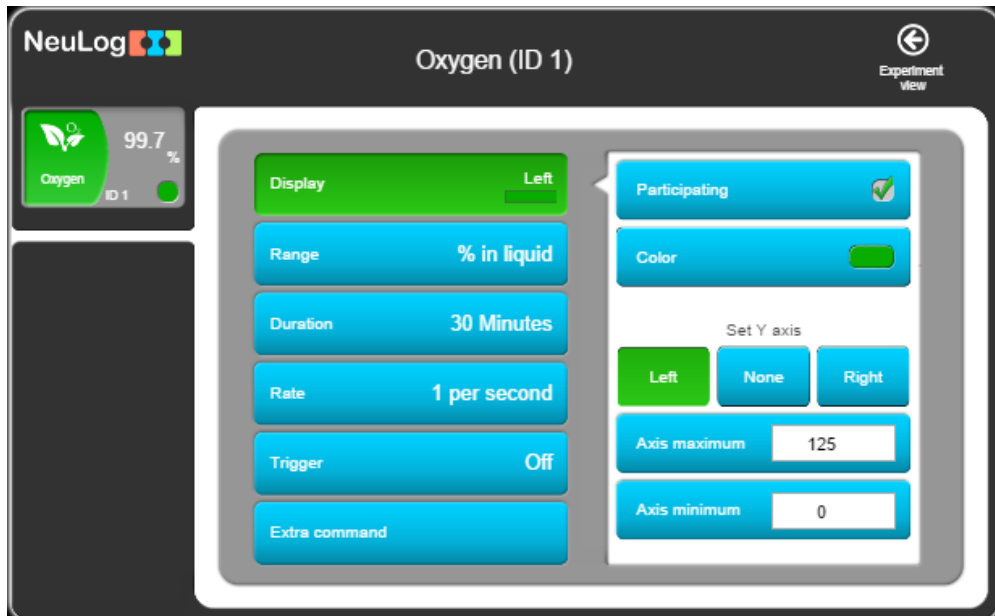 NeuLog
Oxygen (ID 1)
Experiment
view
O₂
99.7
%
Oxygen
ID 1
Display
Left
Range
% in liquid
Duration
30 Minutes
Rate
1 per second
Trigger
Off
Extra command
Participating
Color
Set Y axis
Left
None
Right
Axis maximum
125
Axis minimum
0